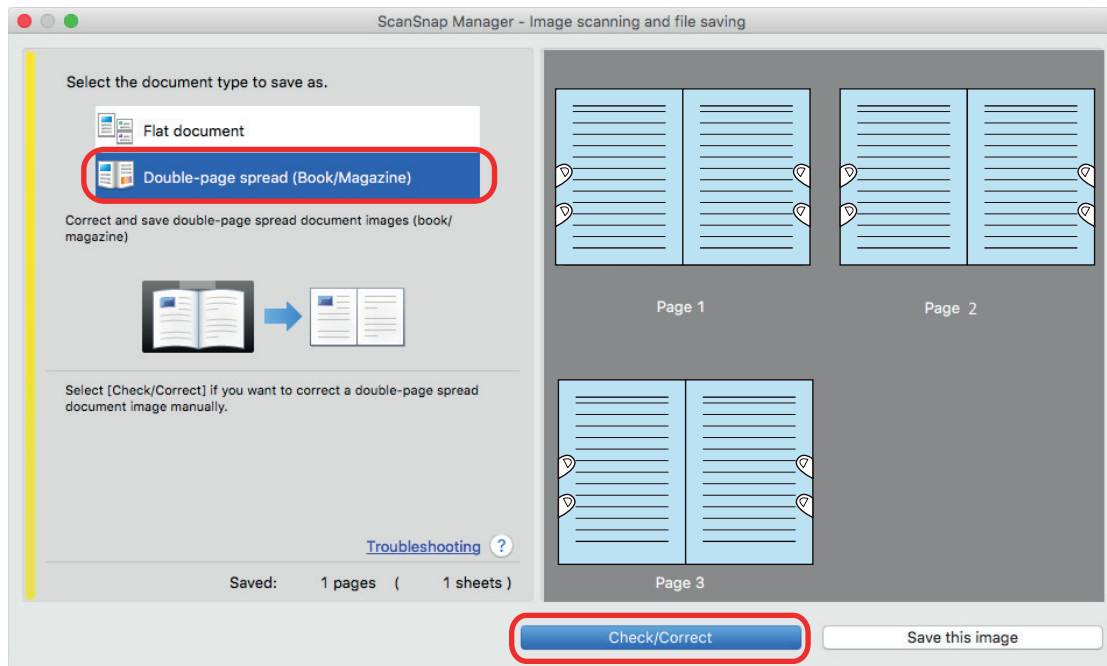 ScanSnap Manager - Image scanning and file saving
Select the document type to save as.
Flat document
Double-page spread (Book/Magazine)
Correct and save double-page spread document images (book/
magazine)
Select [Check/Correct] if you want to correct a double-page spread
document image manually.
Troubleshooting ?
Saved: 1 pages ( 1 sheets )
Page 1
Page 2
Page 3
Check/Correct
Save this image